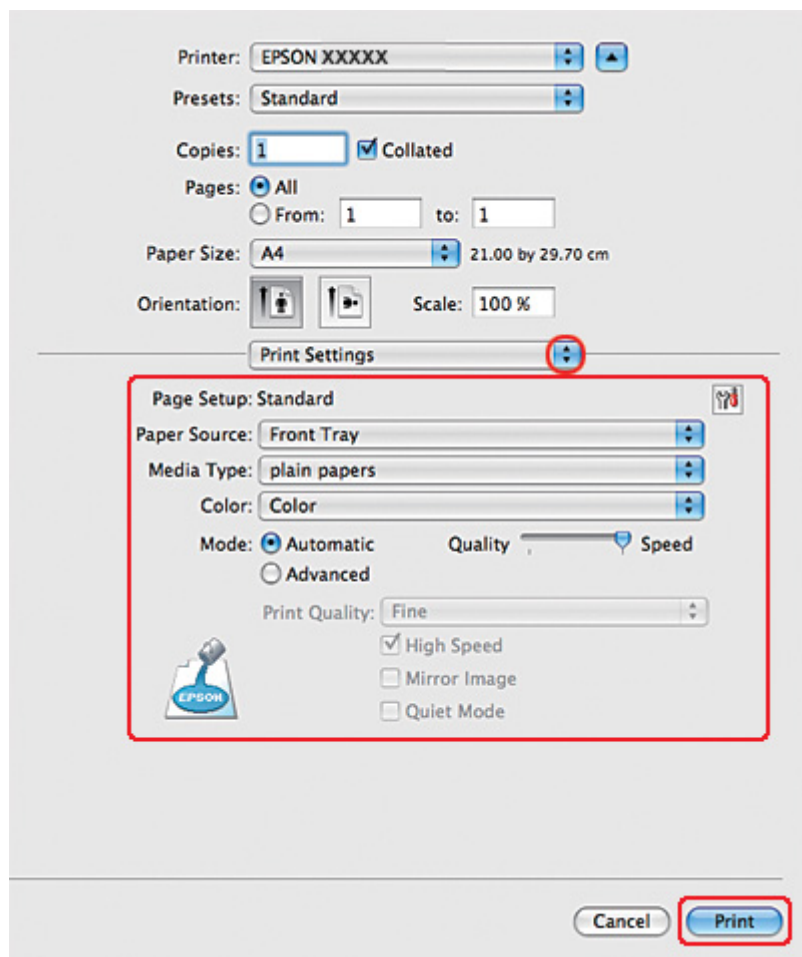 Printer: EPSON XXXXX
Presets: Standard
Copies: 1 Collated
Pages: All
From: 1 to: 1
Paper Size: A4 21.00 by 29.70 cm
Orientation: Scale: 100 %
Print Settings
Page Setup: Standard
Paper Source: Front Tray
Media Type: plain papers
Color: Color
Mode: Automatic Quality Speed
Advanced
Print Quality: Fine
High Speed
Mirror Image
EPSON
Quiet Mode
Cancel Print